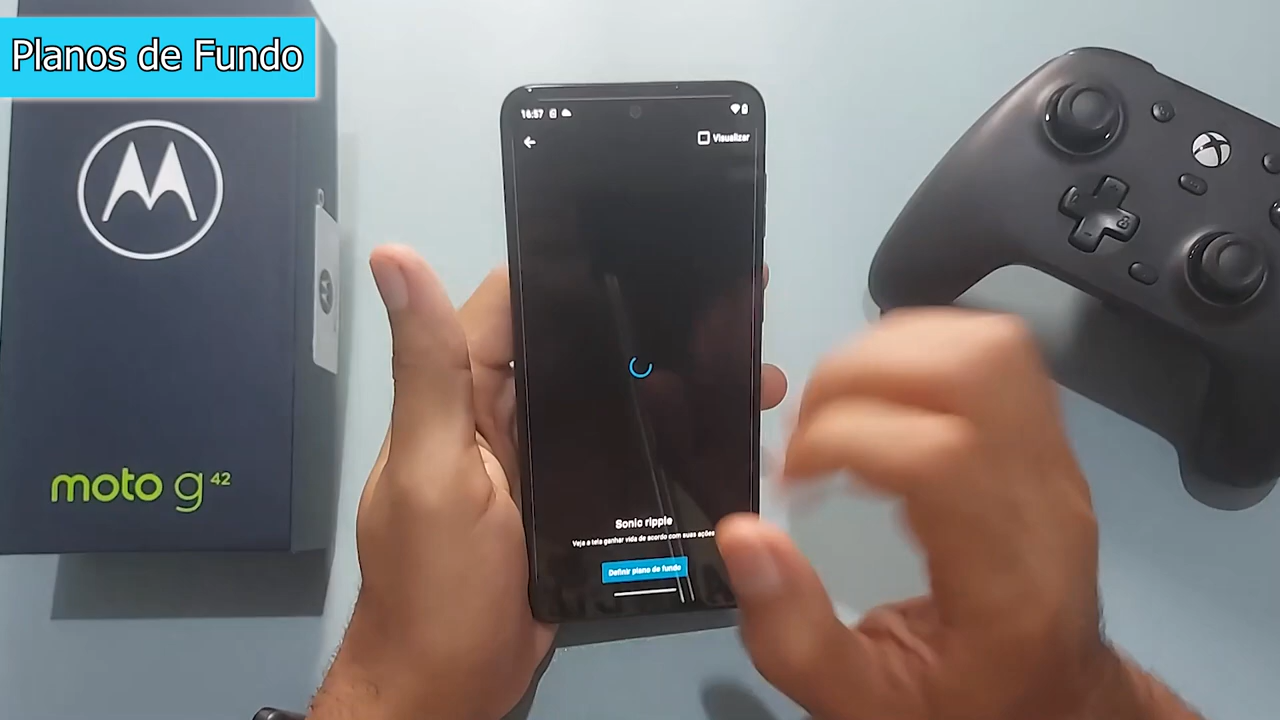 Planos de Fundo
moto g42
16:57
Visualizar
Sonic ripple
Veja a tela ganhar vida de acordo com suas ações
Definir plano de fundo